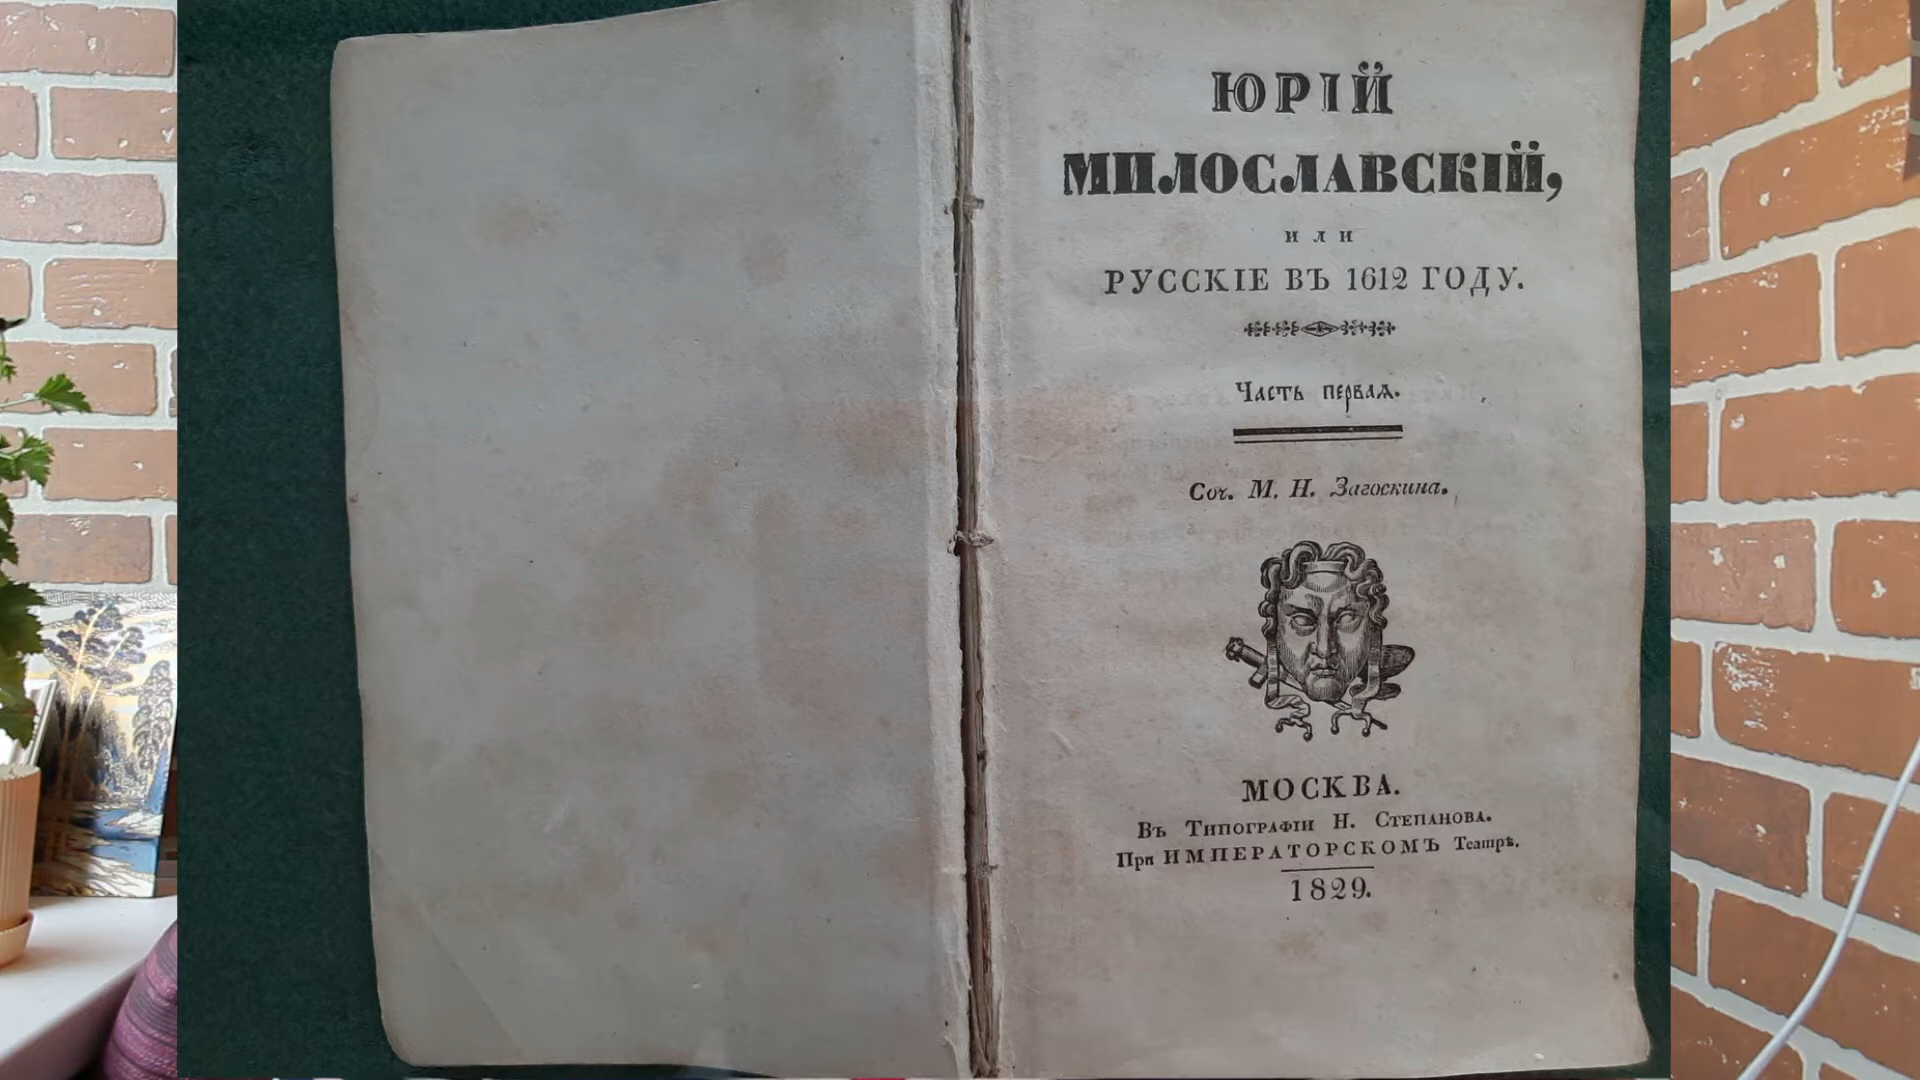 ЮРІЙ
МИЛОСЛАВСКІЙ,
или
РУССКІЕ ВЪ 1612 ГОДУ.
Часть первая.
Соч. М. Н. Загоскина.
МОСКВА.
Въ Типографіи Н. Степанова.
При ИМПЕРАТОРСКОМЪ Театрѣ.
1829.